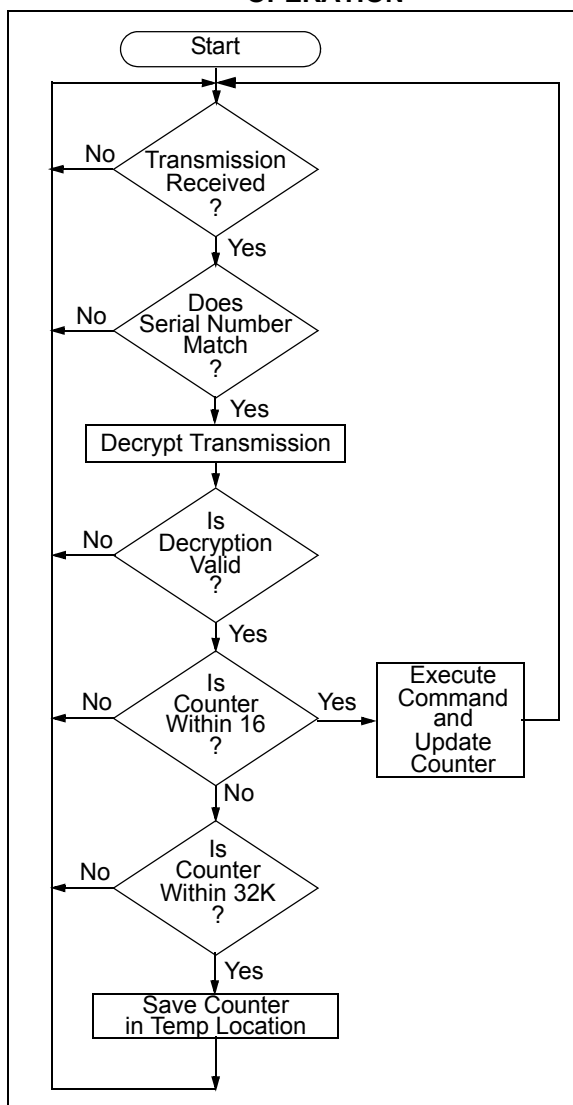 Start
No
Transmission
Received
?
Yes
No
Does
Serial Number
Match
?
Yes
Decrypt Transmission
No
Is
Decryption
Valid
?
Yes
No
Is
Counter
Within 16
?
Yes
Execute
Command
and
Update
Counter
No
No
Is
Counter
Within 32K
?
Yes
Save Counter
in Temp Location